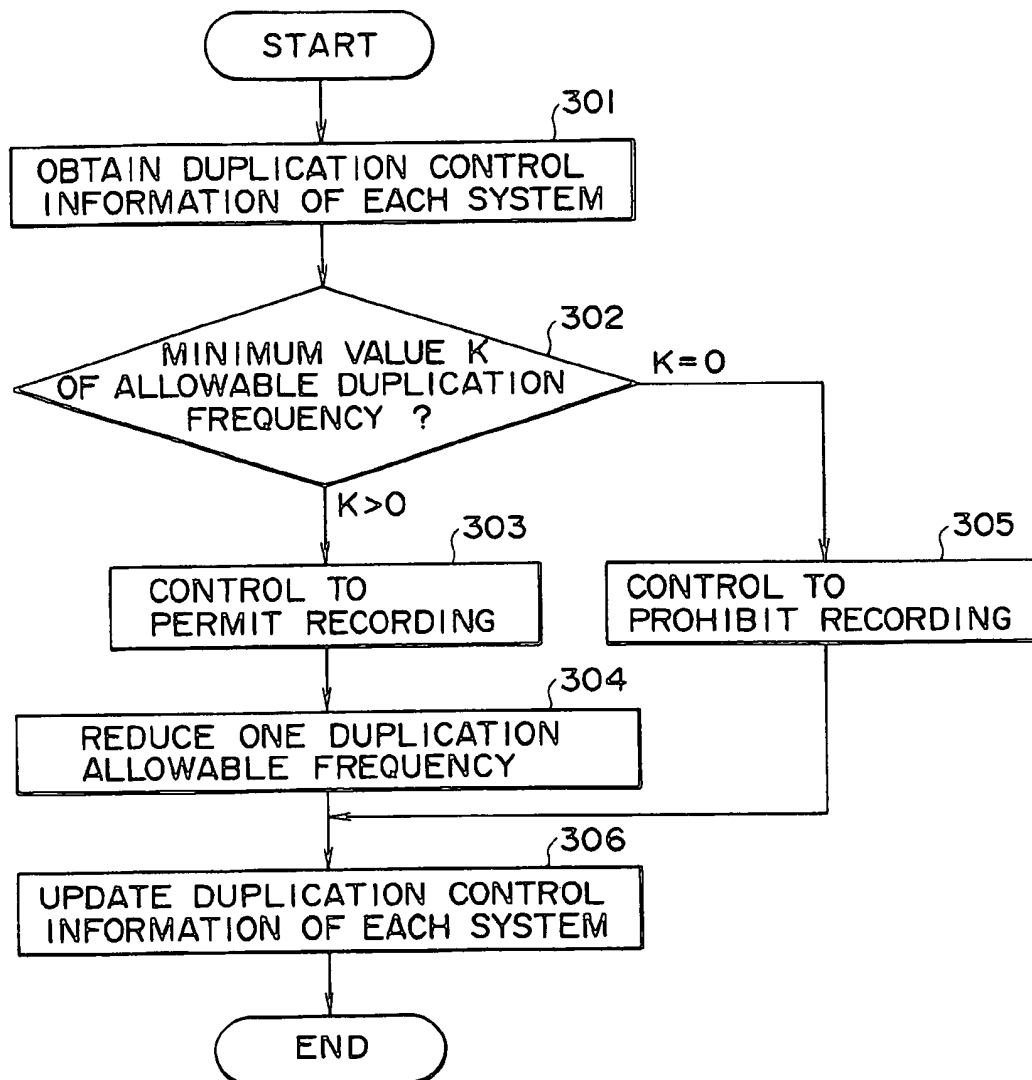 START
301
OBTAIN DUPLICATION CONTROL
INFORMATION OF EACH SYSTEM
302
MINIMUM VALUE K
OF ALLOWABLE DUPLICATION
FREQUENCY ?
K=0
K>0
303
CONTROL TO
PERMIT RECORDING
305
CONTROL TO
PROHIBIT RECORDING
304
REDUCE ONE DUPLICATION
ALLOWABLE FREQUENCY
306
UPDATE DUPLICATION CONTROL
INFORMATION OF EACH SYSTEM
END